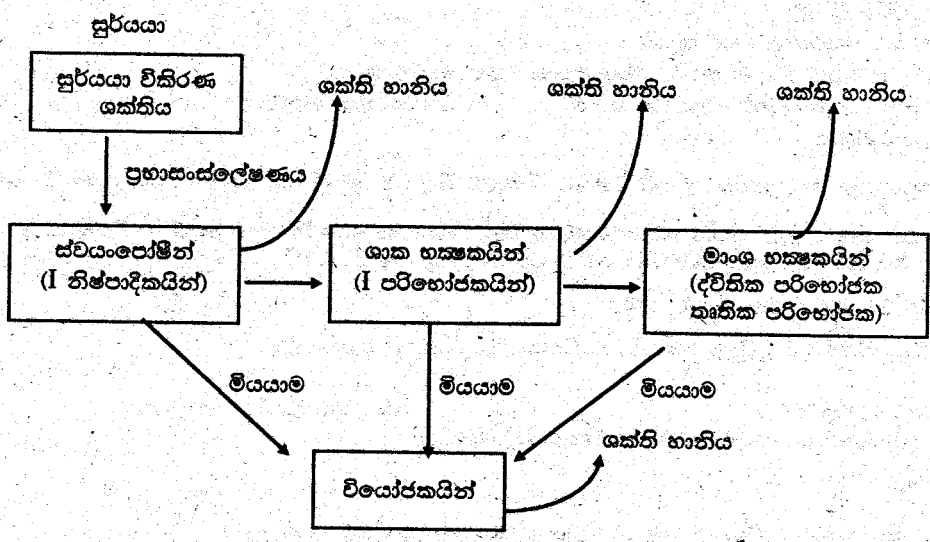 සුර්යයා
සුර්යයා විකිරණ
ශක්තිය
ශක්ති හානිය
ශක්ති හානිය
ශක්ති හානිය
ප්‍රභාසංස්ලේෂණය
ස්වයංපෝෂීන්
(I නිෂ්පාදිකයින්)
ශාක භක්‍ෂකයින්
(I පරිභෝජකයින්)
මාංශ භක්‍ෂකයින්
(ද්විතික පරිභෝජක
තෘතික පරිභෝජක)
මියයාම
මියයාම
මියයාම
ශක්ති හානිය
වියෝජකයින්